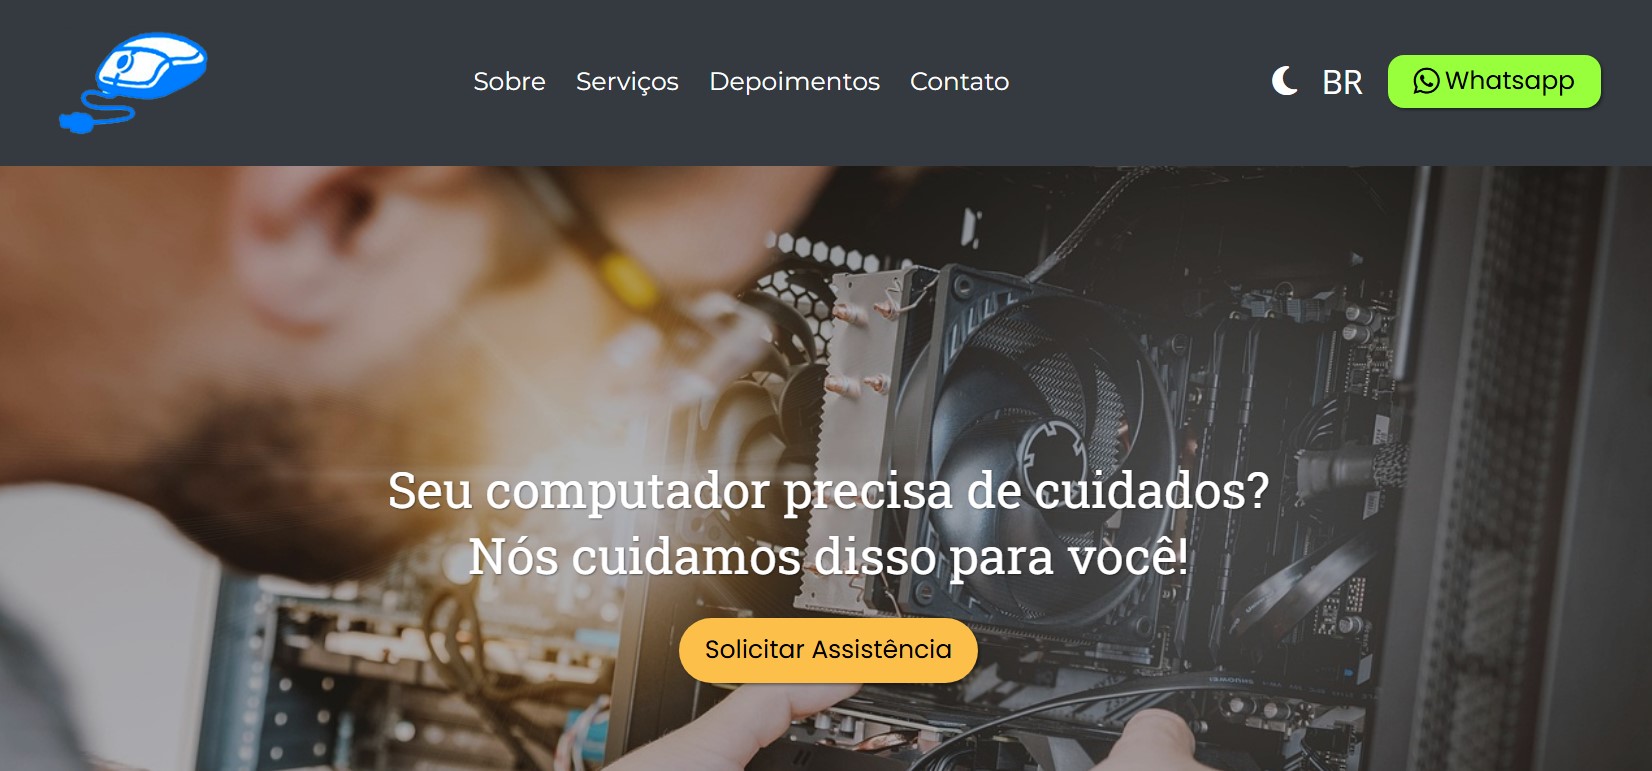 Sobre Serviços Depoimentos Contato BR Whatsapp
Seu computador precisa de cuidados?
Nós cuidamos disso para você!
Solicitar Assistência